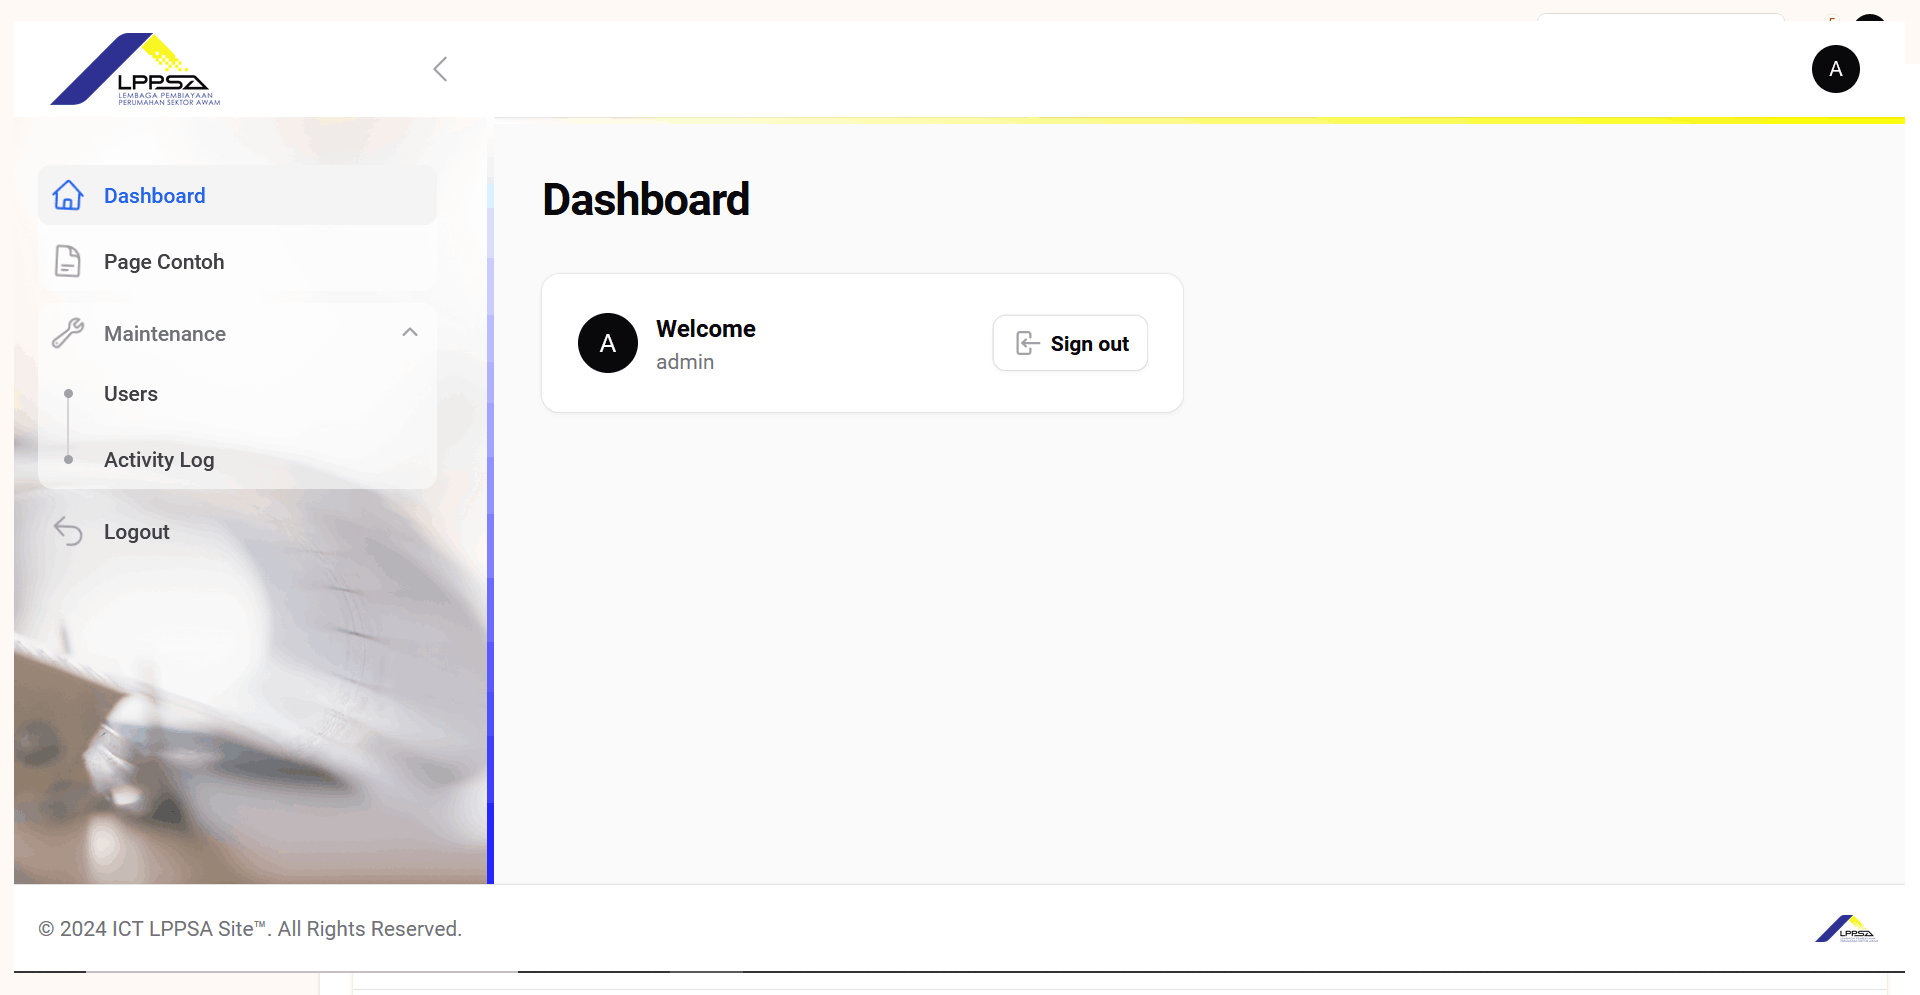 LPPSA
LEMBAGA PEMBIAYAAN
PERUMAHAN SEKTOR AWAM
A
Dashboard
Page Contoh
Maintenance
Users
Activity Log
Logout
Dashboard
A
Welcome
admin
Sign out
© 2024 ICT LPPSA Site™. All Rights Reserved.
LPPSA